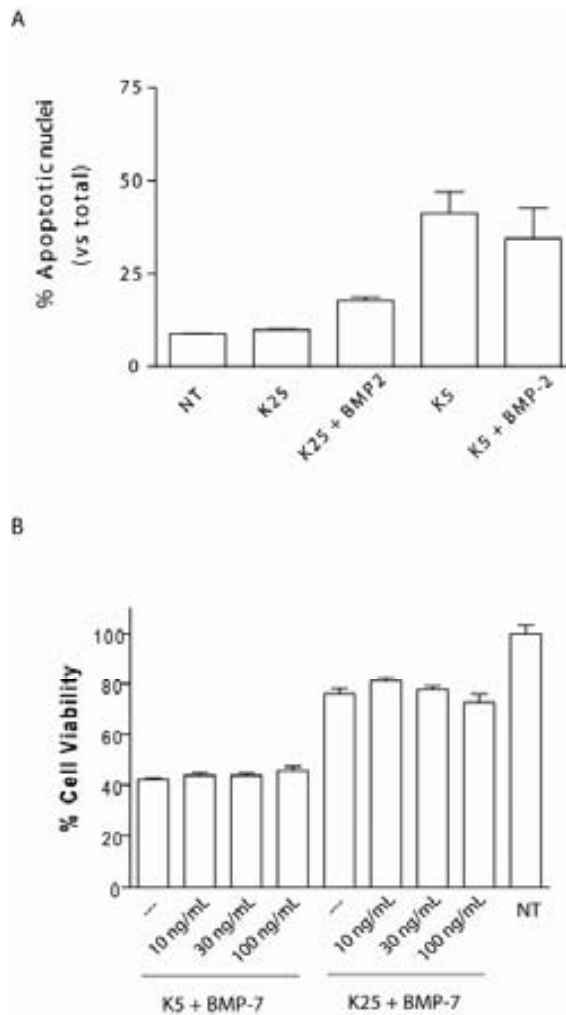 A
75
50
25
0
% Apoptotic nuclei
(vs total)
NT
K25
K25 + BMP2
K5
K5 + BMP-2
B
100
80
60
40
20
0
% Cell Viability
—
10 ng/mL
30 ng/mL
100 ng/mL
—
10 ng/mL
30 ng/mL
100 ng/mL
NT
K5 + BMP-7
K25 + BMP-7